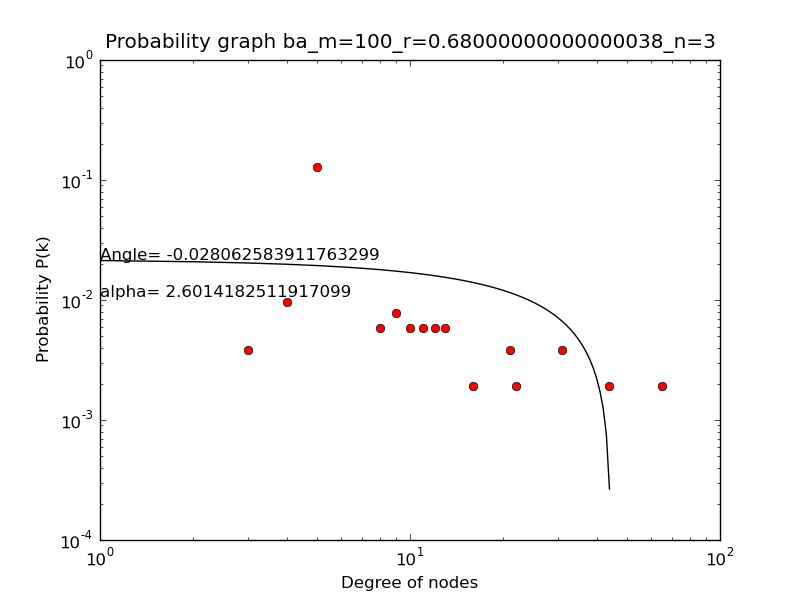 Probability graph ba_m=100_r=0.68000000000000038_n=3
10^0
10^-1
Angle= -0.028062583911763299
alpha= 2.6014182511917099
10^-2
Probability P(k)
10^-3
10^-4
10^0 10^1 10^2
Degree of nodes